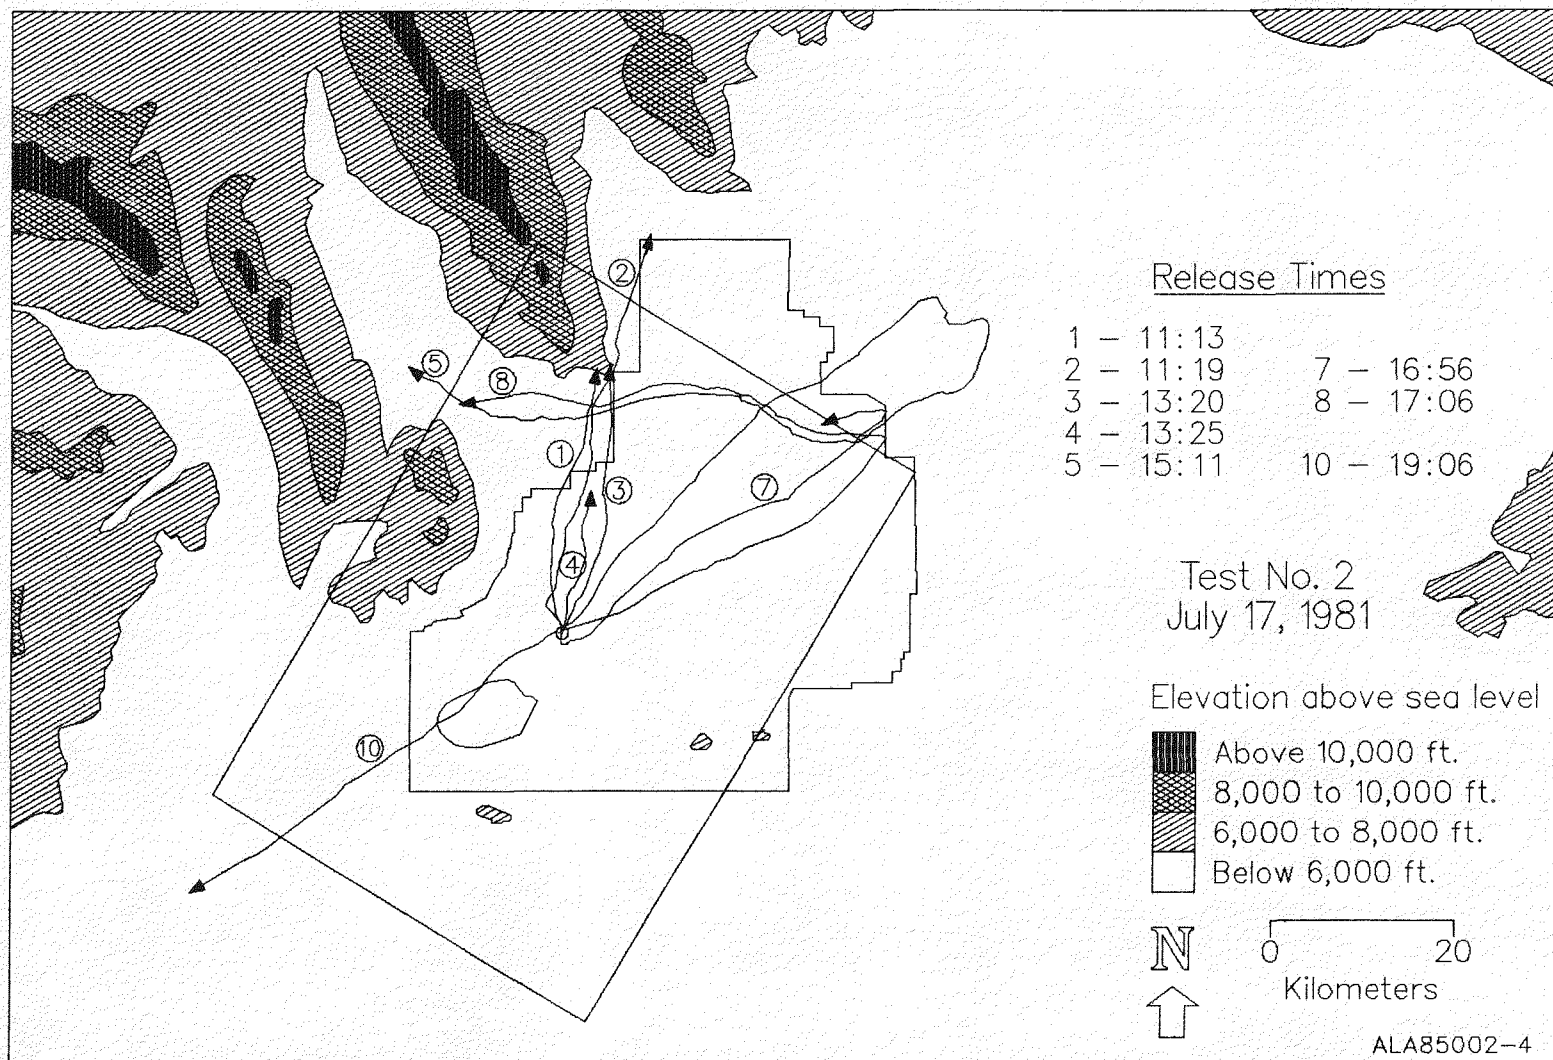 2
5
8
1
3
7
4
10
Release Times
1 – 11:13
2 – 11:19 7 – 16:56
3 – 13:20 8 – 17:06
4 – 13:25
5 – 15:11 10 – 19:06
Test No. 2
July 17, 1981
Elevation above sea level
Above 10,000 ft.
8,000 to 10,000 ft.
6,000 to 8,000 ft.
Below 6,000 ft.
N
0 20
Kilometers
ALA85002-4